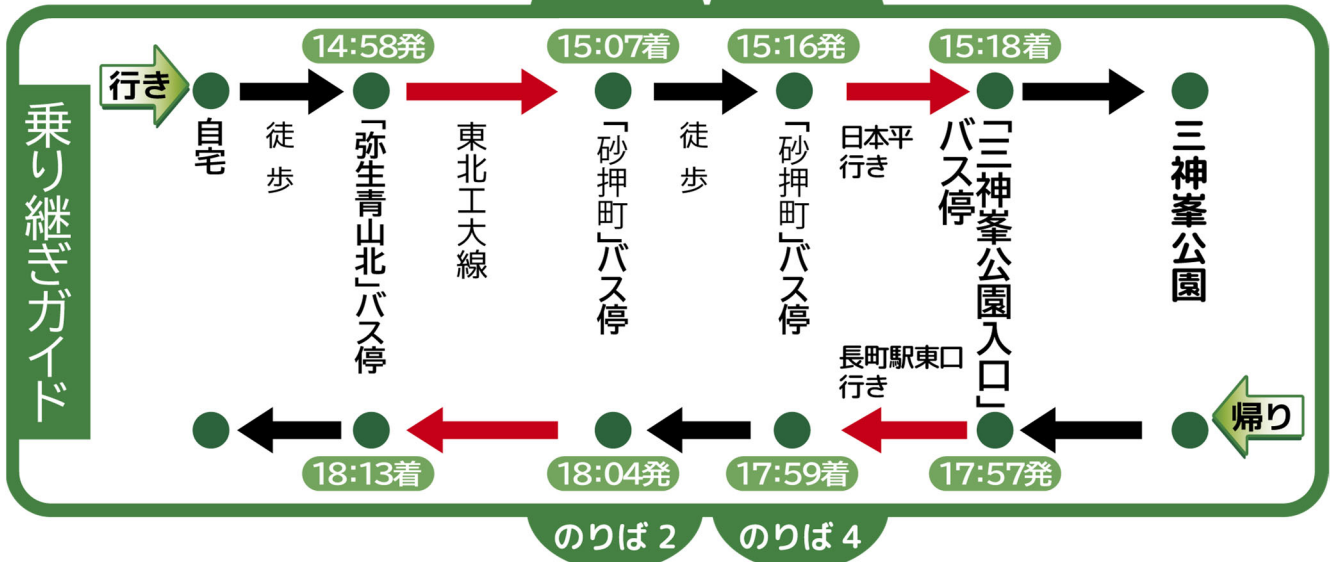 乗り継ぎガイド
行き
14:58発
15:07着
15:16発
15:18着
自宅
徒歩
「弥生青山北」バス停
東北工大線
「砂押町」バス停
徒歩
「砂押町」バス停
日本平
行き
「三神峯公園入口」
バス停
三神峯公園
長町駅東口
行き
帰り
18:13着
18:04発
17:59着
17:57発
のりば 2
のりば 4